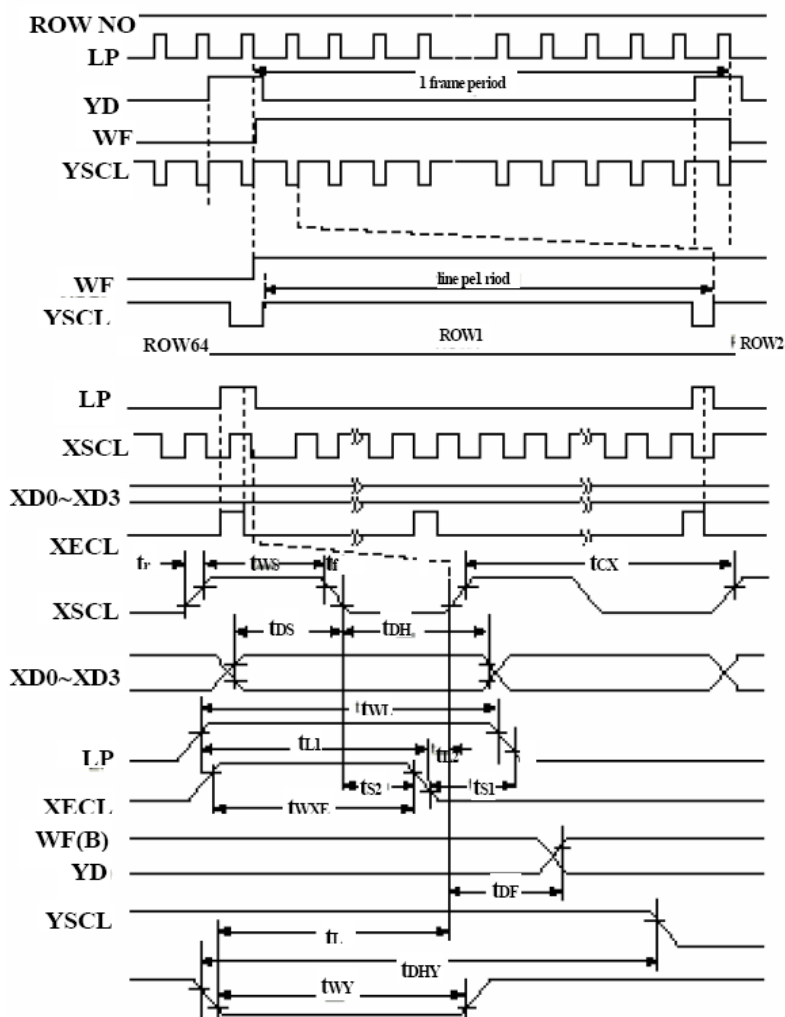 ROW NO
LP
1 frame period
YD
WF
YSCL
WF
line pe1 riod
YSCL
ROW64
ROW1
ROW2
LP
XSCL
XD0~XD3
XECL
tr
tWS
tf
tCX
XSCL
tDS
tDH
XD0~XD3
tWL
tL1
tL2
LP
tS2
tS1
XECL
tWXE
WF(B)
YD
tDF
YSCL
tL
tDHY
tWY